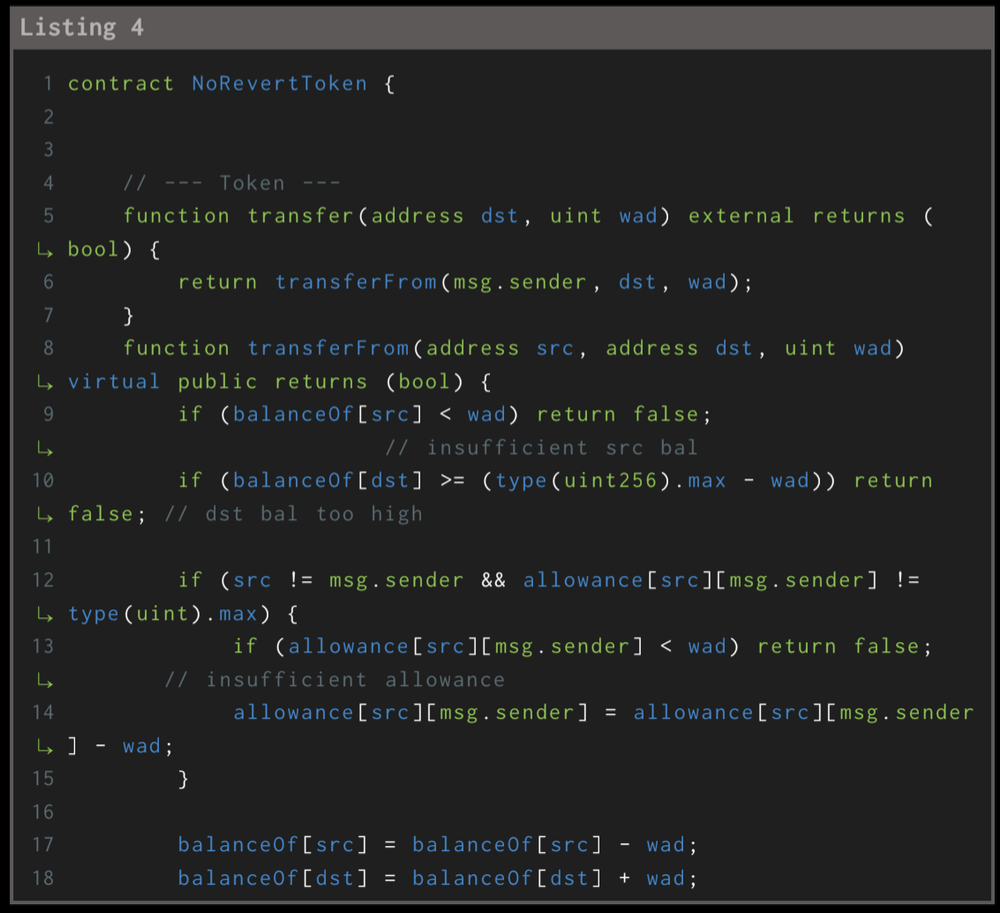 Listing 4
1 contract NoRevertToken {
2
3
4     // --- Token ---
5     function transfer(address dst, uint wad) external returns (
↳ bool) {
6         return transferFrom(msg.sender, dst, wad);
7     }
8     function transferFrom(address src, address dst, uint wad)
↳ virtual public returns (bool) {
9         if (balanceOf[src] < wad) return false;
↳                        // insufficient src bal
10         if (balanceOf[dst] >= (type(uint256).max - wad)) return
↳ false; // dst bal too high
11
12         if (src != msg.sender && allowance[src][msg.sender] !=
↳ type(uint).max) {
13             if (allowance[src][msg.sender] < wad) return false;
↳        // insufficient allowance
14             allowance[src][msg.sender] = allowance[src][msg.sender
↳ ] - wad;
15         }
16
17         balanceOf[src] = balanceOf[src] - wad;
18         balanceOf[dst] = balanceOf[dst] + wad;